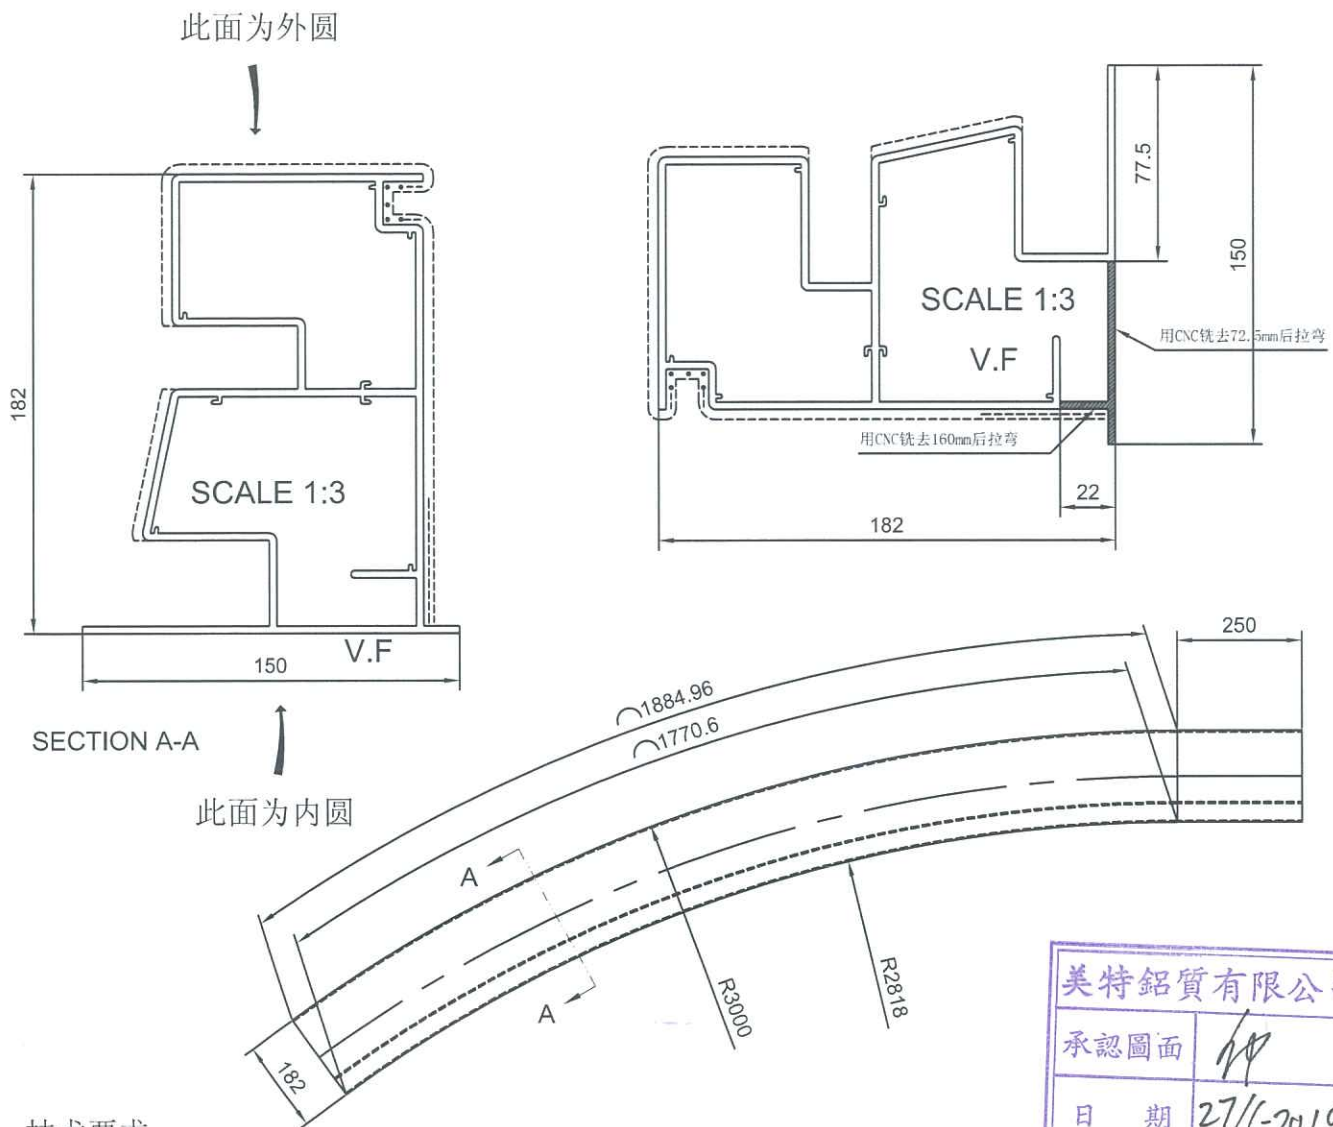 此面为外圆
182
SCALE 1:3
150
V.F
SECTION A-A
此面为内圆
77.5
150
SCALE 1:3
V.F
用CNC铣去72.5mm后拉弯
用CNC铣去160mm后拉弯
22
182
250
⌒1884.96
⌒1770.6
A
A
R3000
R2818
182
美特鋁質有限公
承認圖面
日 期